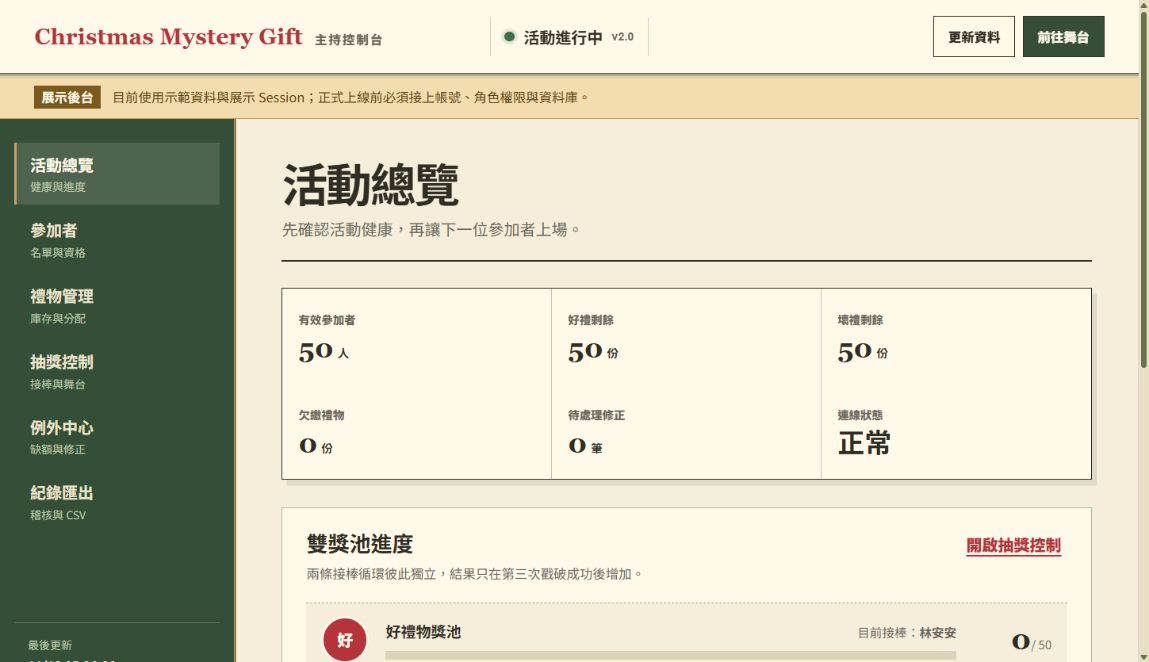 Christmas Mystery Gift 主持控制台
活動進行中 v2.0
更新資料
前往舞台
展示後台 目前使用示範資料與展示 Session；正式上線前必須接上帳號、角色權限與資料庫。
活動總覽
健康與進度
參加者
名單與資格
禮物管理
庫存與分配
抽獎控制
接棒與舞台
例外中心
缺額與修正
紀錄匯出
稽核與 CSV
最後更新
活動總覽
先確認活動健康，再讓下一位參加者上場。
有效參加者
50 人
好禮剩餘
50 份
壞禮剩餘
50 份
欠繳禮物
0 份
待處理修正
0 筆
連線狀態
正常
雙獎池進度
開啟抽獎控制
兩條接棒循環彼此獨立，結果只在第三次戳破成功後增加。
好
好禮物獎池
目前接棒：林安安
0 / 50